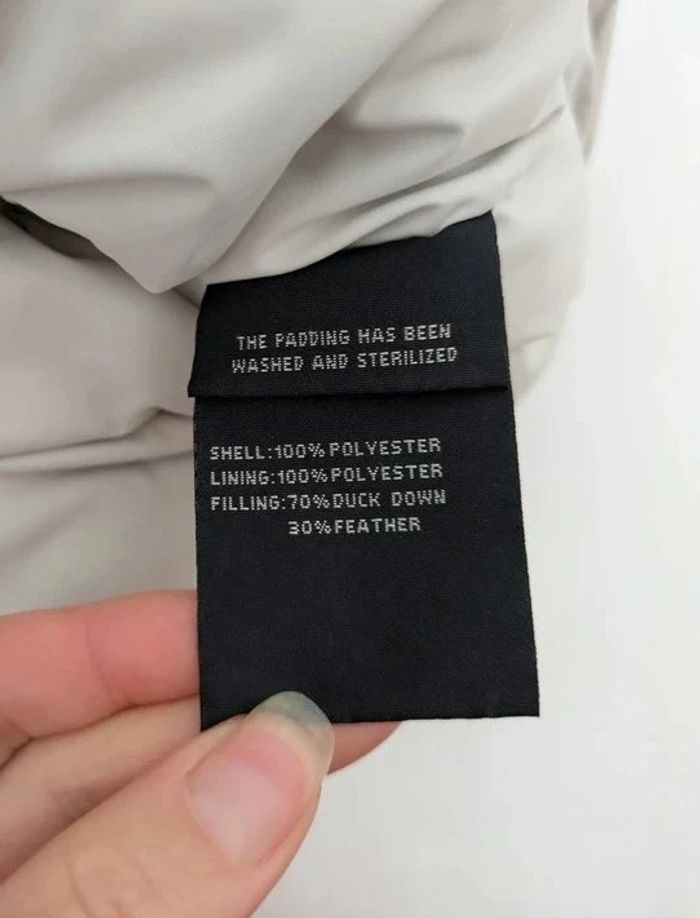 THE PADDING HAS BEEN
WASHED AND STERILIZED
SHELL:100%POLYESTER
LINING:100%POLYESTER
FILLING:70%DUCK DOWN
30%FEATHER